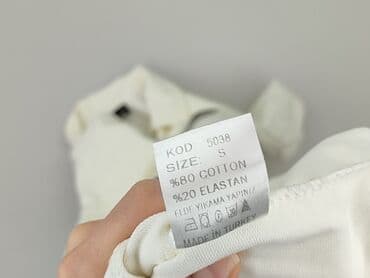 KOD 5038
SIZE: S
%80 COTTON
%20 ELASTAN
ELDE YIKAMA YAPINIZ
MADE IN TURKEY